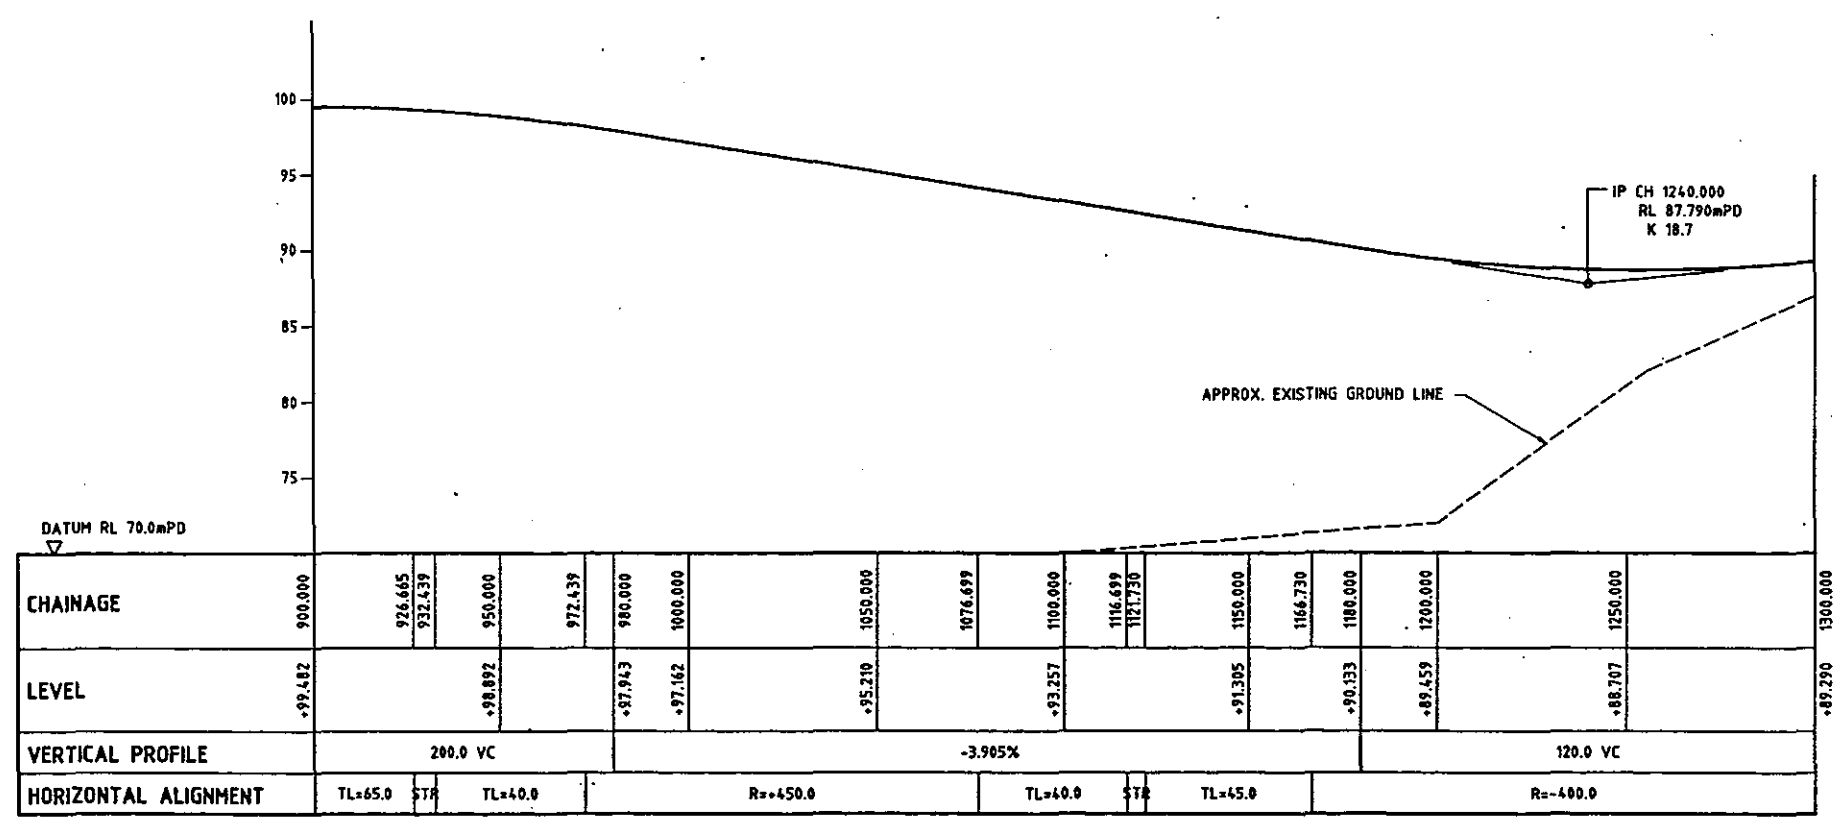 100
95
90
85
80
75
IP CH 1240.000
RL 87.790mPD
K 18.7
APPROX. EXISTING GROUND LINE
DATUM RL 70.0mPD
CHAINAGE 900.000 926.665 932.439 950.000 972.439 980.000 1000.000 1050.000 1076.699 1100.000 1116.699 1121.730 1150.000 1166.730 1180.000 1200.000 1250.000 1300.000
LEVEL +99.482 +98.892 +97.943 +97.162 +95.210 +93.257 +91.305 +90.133 +89.459 +88.707 +89.290
VERTICAL PROFILE 200.0 VC -3.905% 120.0 VC
HORIZONTAL ALIGNMENT TL=65.0 STR TL=40.0 R=+450.0 TL=40.0 STR TL=45.0 R=-400.0